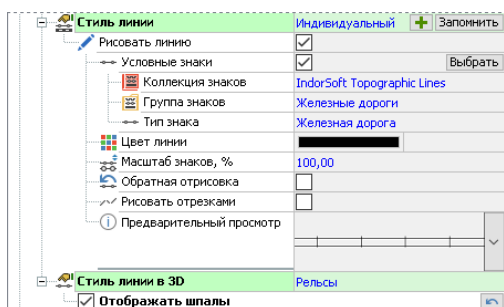 Стиль линии Индивидуальный Запомнить
Рисовать линию
Условные знаки Выбрать
Коллекция знаков IndorSoft Topographic Lines
Группа знаков Железные дороги
Тип знака Железная дорога
Цвет линии
Масштаб знаков, % 100,00
Обратная отрисовка
Рисовать отрезками
Предварительный просмотр
Стиль линии в 3D Рельсы
Отображать шпалы